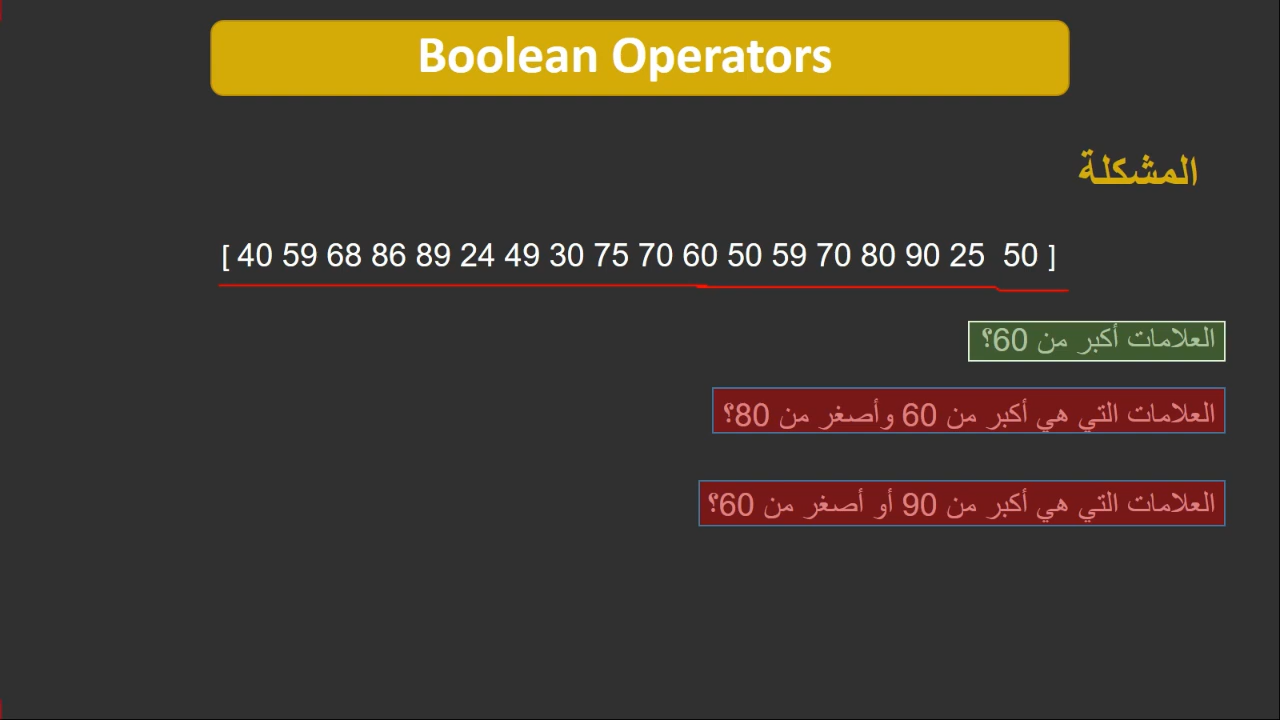 Boolean Operators
المشكلة
[ 40 59 68 86 89 24 49 30 75 70 60 50 59 70 80 90 25  50 ]
العلامات أكبر من 60؟
العلامات التي هي أكبر من 60 وأصغر من 80؟
العلامات التي هي أكبر من 90 أو أصغر من 60؟